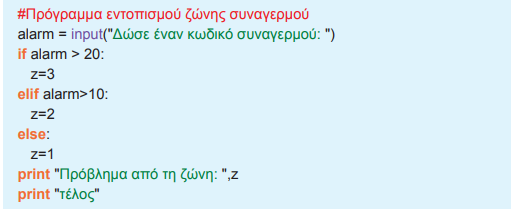 #Πρόγραμμα εντοπισμού ζώνης συναγερμού
alarm = input("Δώσε έναν κωδικό συναγερμού: ")
if alarm > 20:
    z=3
elif alarm>10:
    z=2
else:
    z=1
print "Πρόβλημα από τη ζώνη: ",z
print "τέλος"